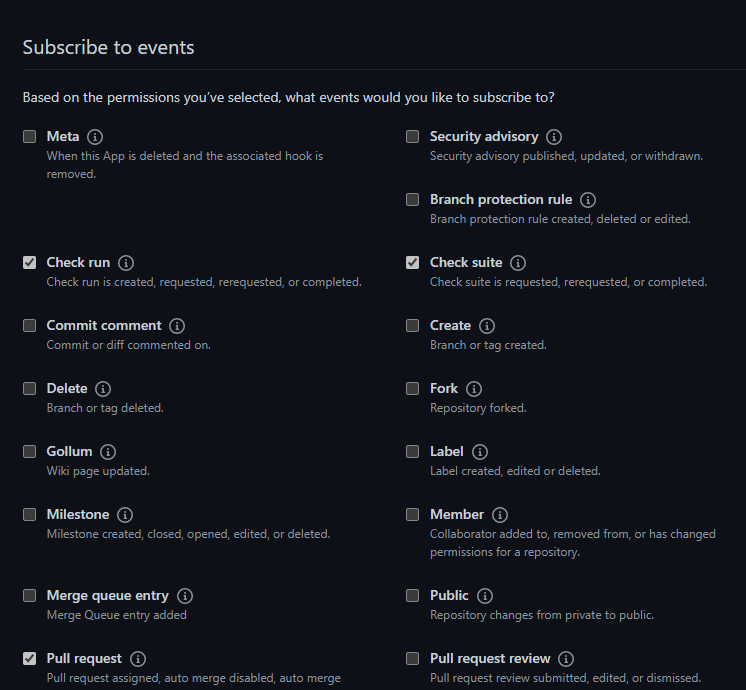 Subscribe to events
Based on the permissions you’ve selected, what events would you like to subscribe to?
Meta
When this App is deleted and the associated hook is
removed.
Security advisory
Security advisory published, updated, or withdrawn.
Branch protection rule
Branch protection rule created, deleted or edited.
Check run
Check run is created, requested, rerequested, or completed.
Check suite
Check suite is requested, rerequested, or completed.
Commit comment
Commit or diff commented on.
Create
Branch or tag created.
Delete
Branch or tag deleted.
Fork
Repository forked.
Gollum
Wiki page updated.
Label
Label created, edited or deleted.
Milestone
Milestone created, closed, opened, edited, or deleted.
Member
Collaborator added to, removed from, or has changed
permissions for a repository.
Merge queue entry
Merge Queue entry added
Public
Repository changes from private to public.
Pull request
Pull request assigned, auto merge disabled, auto merge
Pull request review
Pull request review submitted, edited, or dismissed.